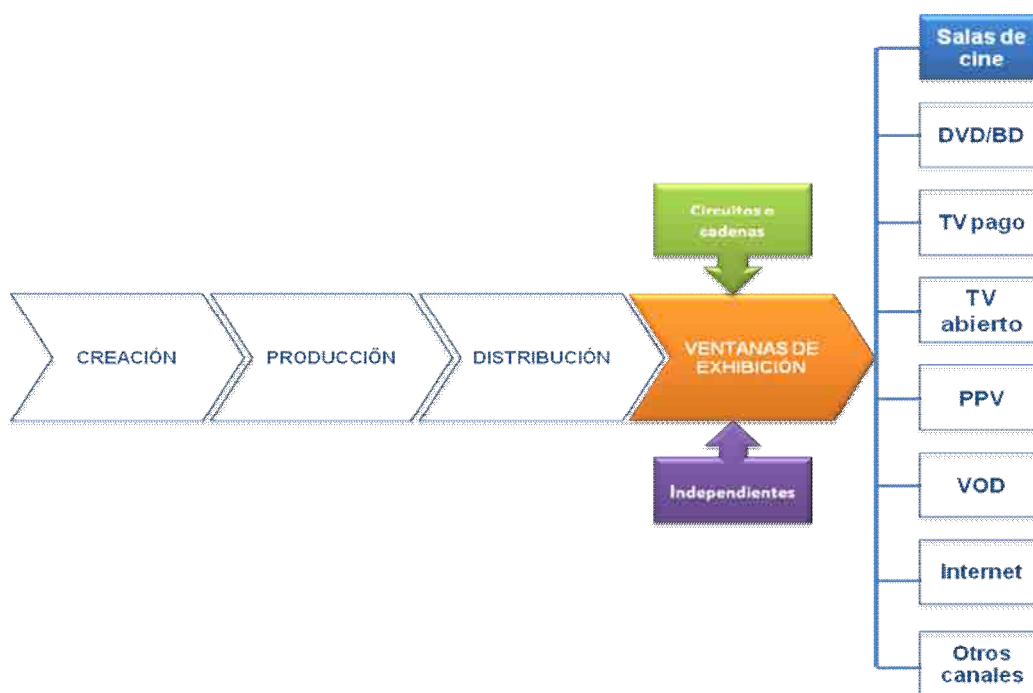 Salas de
cine
DVD/BD
TV pago
TV
abierto
PPV
VOD
Internet
Otros
canales
Circuitos o
cadenas
CREACIÓN
PRODUCCIÓN
DISTRIBUCIÓN
VENTANAS DE
EXHIBICIÓN
Independientes